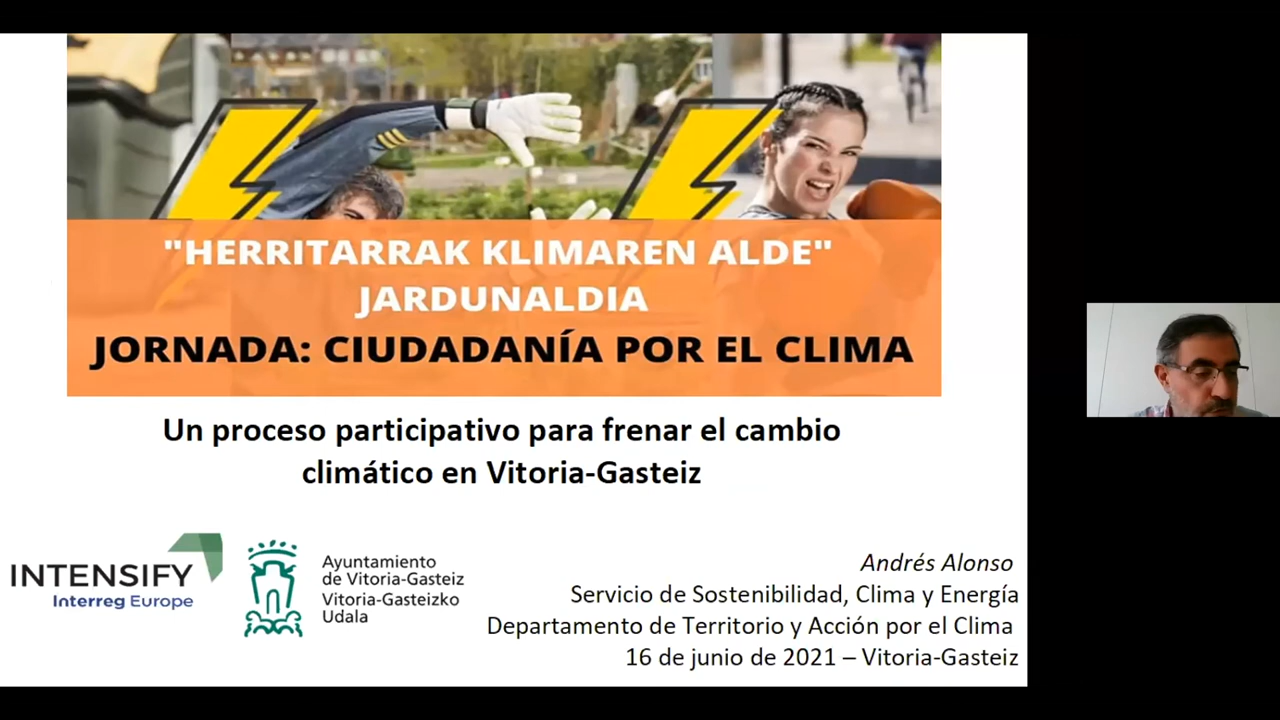 "HERRITARRAK KLIMAREN ALDE"
JARDUNALDIA
JORNADA: CIUDADANÍA POR EL CLIMA
Un proceso participativo para frenar el cambio
climático en Vitoria-Gasteiz
INTENSIFY
Interreg Europe
Ayuntamiento
de Vitoria-Gasteiz
Vitoria-Gasteizko
Udala
Andrés Alonso
Servicio de Sostenibilidad, Clima y Energía
Departamento de Territorio y Acción por el Clima
16 de junio de 2021 – Vitoria-Gasteiz